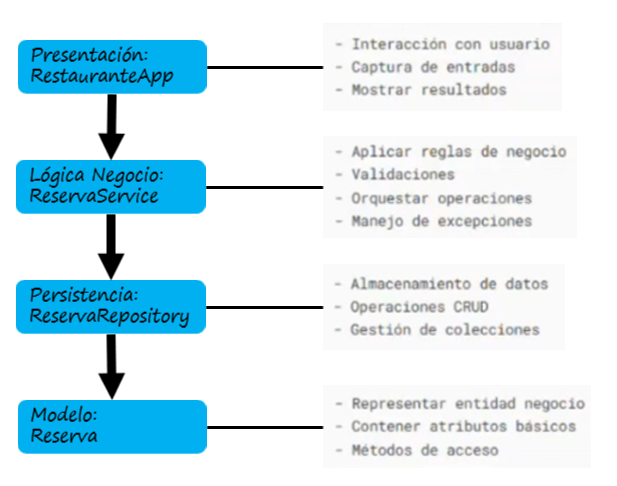 Presentación:
RestauranteApp
- Interacción con usuario
- Captura de entradas
- Mostrar resultados
Lógica Negocio:
ReservaService
- Aplicar reglas de negocio
- Validaciones
- Orquestar operaciones
- Manejo de excepciones
Persistencia:
ReservaRepository
- Almacenamiento de datos
- Operaciones CRUD
- Gestión de colecciones
Modelo:
Reserva
- Representar entidad negocio
- Contener atributos básicos
- Métodos de acceso